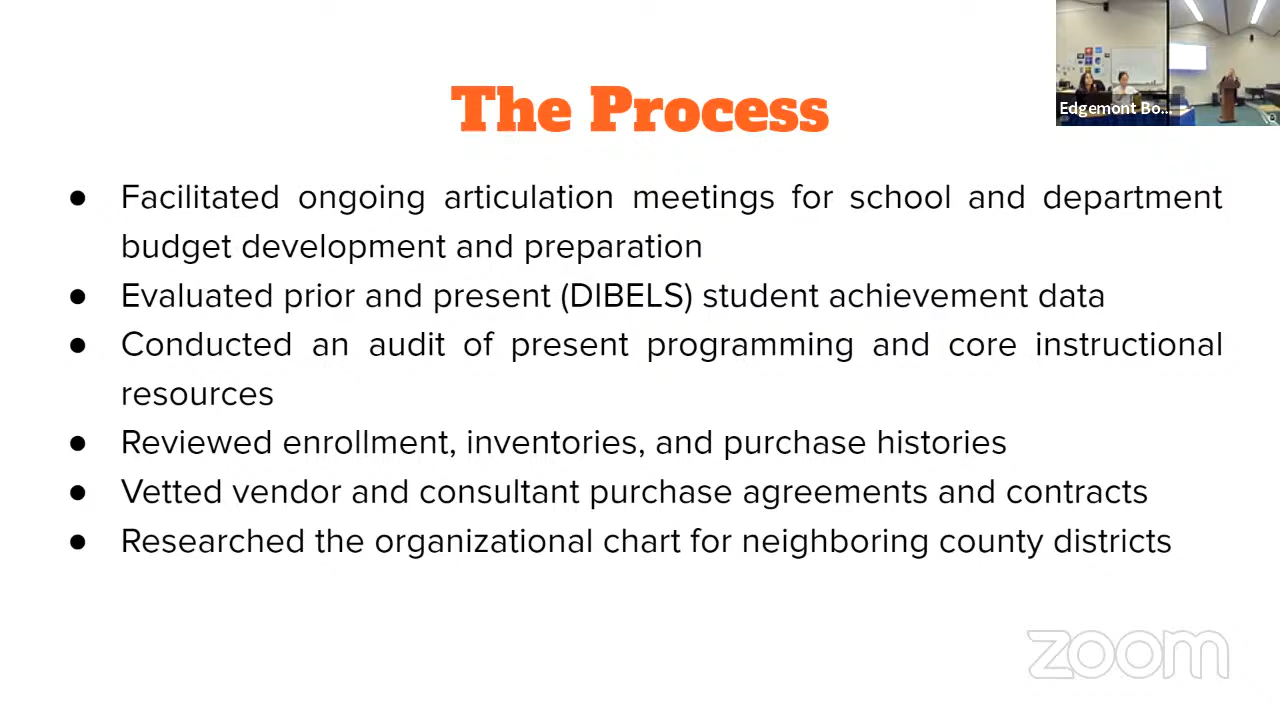 The Process
Edgemont Bo...
● Facilitated ongoing articulation meetings for school and department
budget development and preparation
● Evaluated prior and present (DIBELS) student achievement data
● Conducted an audit of present programming and core instructional
resources
● Reviewed enrollment, inventories, and purchase histories
● Vetted vendor and consultant purchase agreements and contracts
● Researched the organizational chart for neighboring county districts
zoom